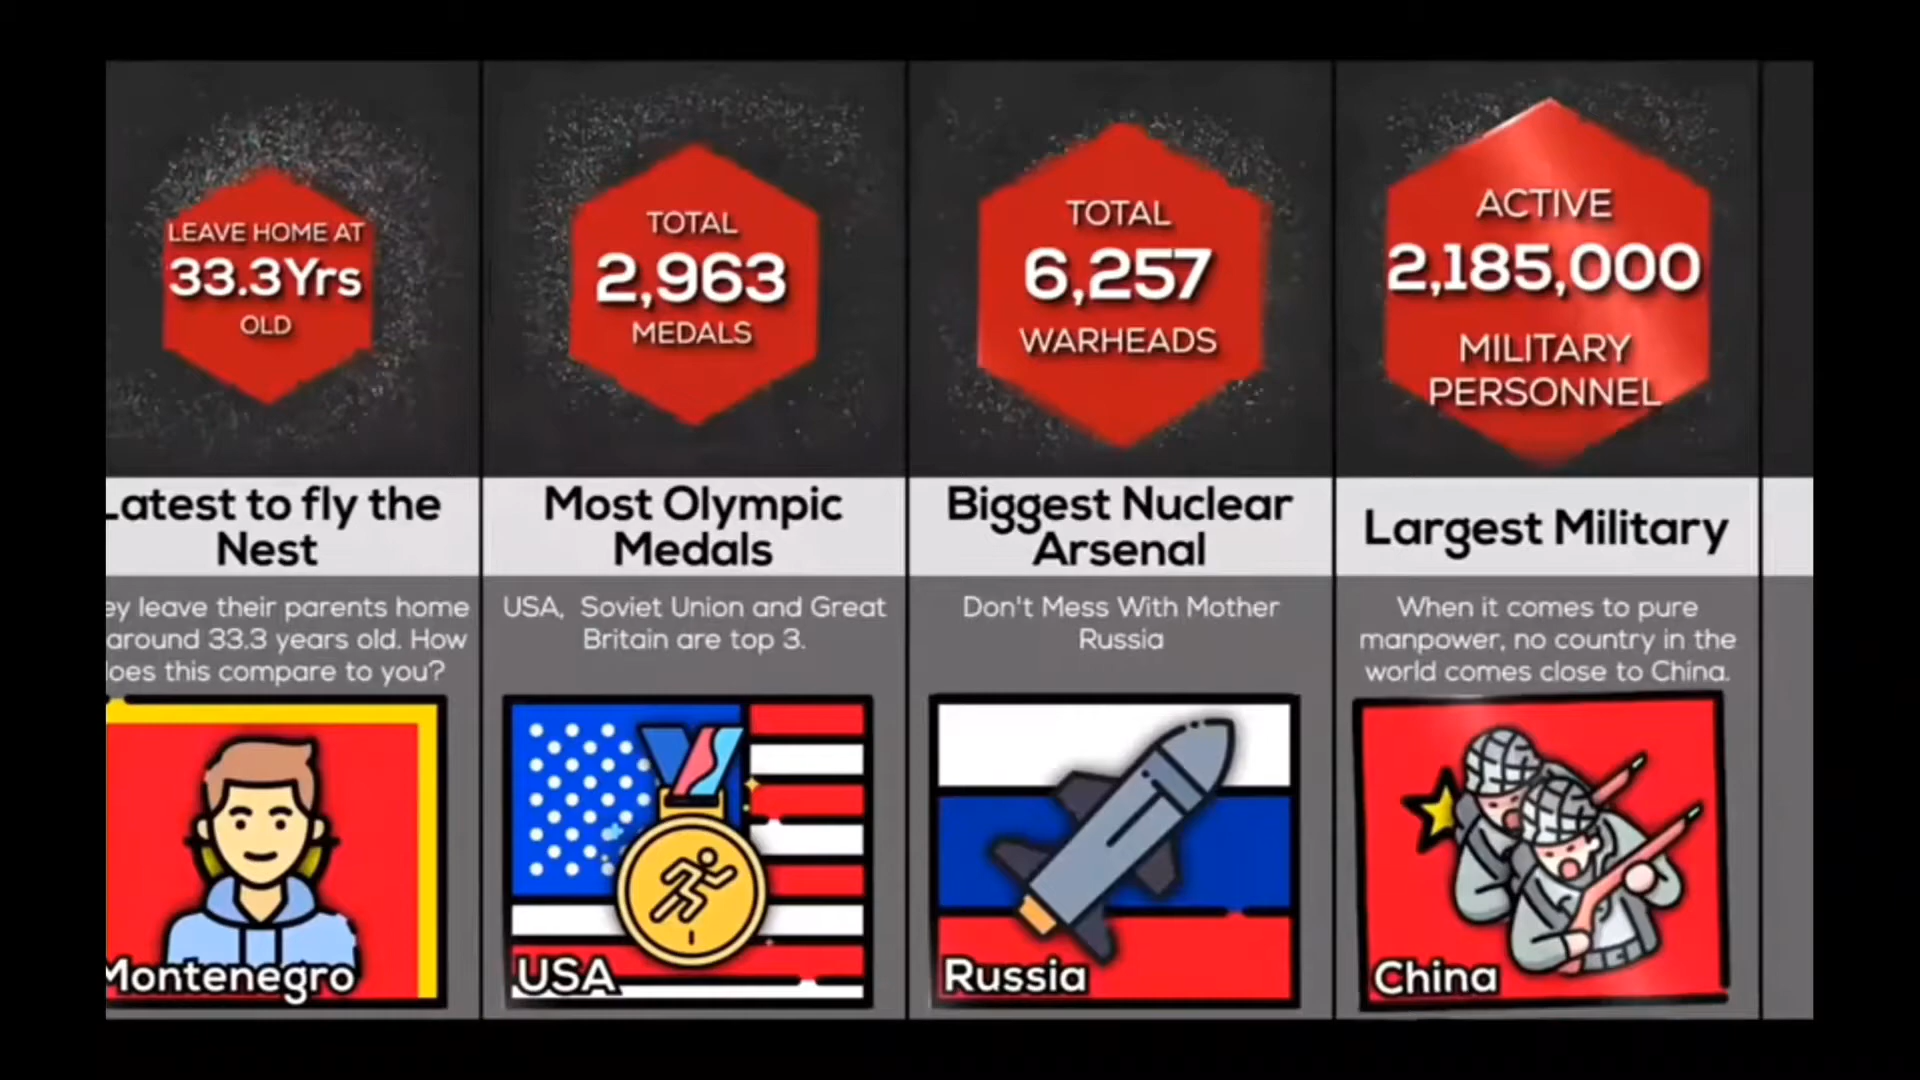 LEAVE HOME AT
33.3Yrs
OLD
Latest to fly the
Nest
around 33.3 years old. How
ey leave their parents home
oes this compare to you?
Montenegro
TOTAL
2,963
MEDALS
Most Olympic
Medals
USA, Soviet Union and Great
Britain are top 3.
USA
TOTAL
6,257
WARHEADS
Biggest Nuclear
Arsenal
Don't Mess With Mother
Russia
Russia
ACTIVE
2,185,000
MILITARY
PERSONNEL
Largest Military
When it comes to pure
manpower, no country in the
world comes close to China.
China